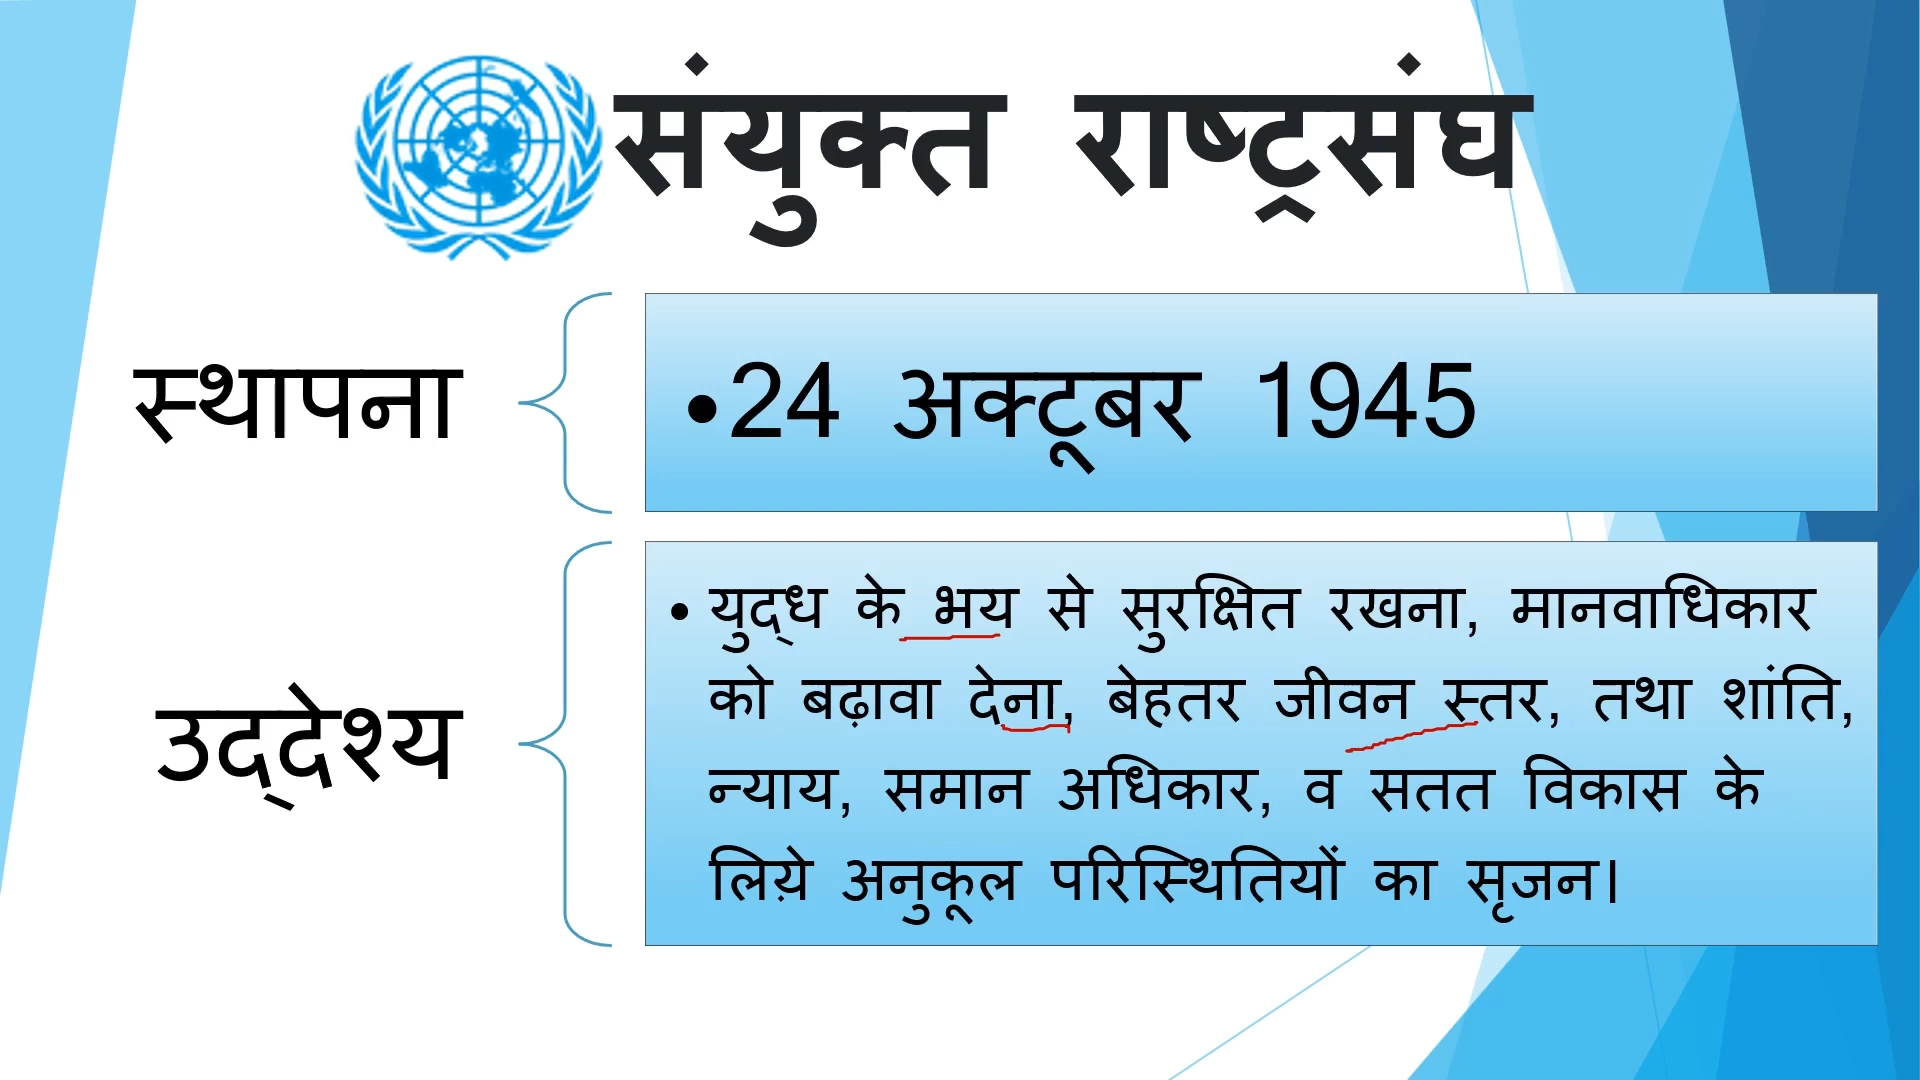 संयुक्त राष्ट्रसंघ
स्थापना
•24 अक्टूबर 1945
उद्देश्य
• युद्ध के भय से सुरक्षित रखना, मानवाधिकार
को बढ़ावा देना, बेहतर जीवन स्तर, तथा शांति,
न्याय, समान अधिकार, व सतत विकास के
लिय़े अनुकूल परिस्थितियों का सृजन।